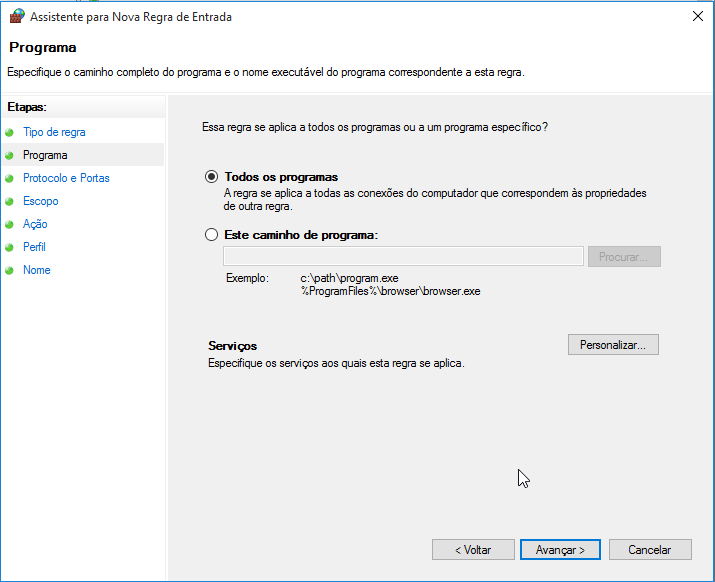 Assistente para Nova Regra de Entrada
Programa
Especifique o caminho completo do programa e o nome executável do programa correspondente a esta regra.
Etapas:
Tipo de regra
Programa
Protocolo e Portas
Escopo
Ação
Perfil
Nome
Essa regra se aplica a todos os programas ou a um programa específico?
Todos os programas
A regra se aplica a todas as conexões do computador que correspondem às propriedades
de outra regra.
Este caminho de programa:
Procurar...
Exemplo: c:\path\program.exe
%ProgramFiles%\browser\browser.exe
Serviços
Personalizar...
Especifique os serviços aos quais esta regra se aplica.
< Voltar
Avançar >
Cancelar